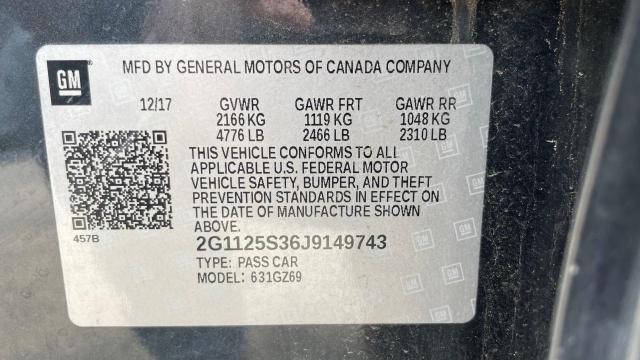 GM
MFD BY GENERAL MOTORS OF CANADA COMPANY
12/17 GVWR GAWR FRT GAWR RR
2166 KG 1119 KG 1048 KG
4776 LB 2466 LB 2310 LB
THIS VEHICLE CONFORMS TO ALL
APPLICABLE U.S. FEDERAL MOTOR
VEHICLE SAFETY, BUMPER, AND THEFT
PREVENTION STANDARDS IN EFFECT ON
THE DATE OF MANUFACTURE SHOWN
ABOVE.
457B
2G1125S36J9149743
TYPE: PASS CAR
MODEL: 631GZ69